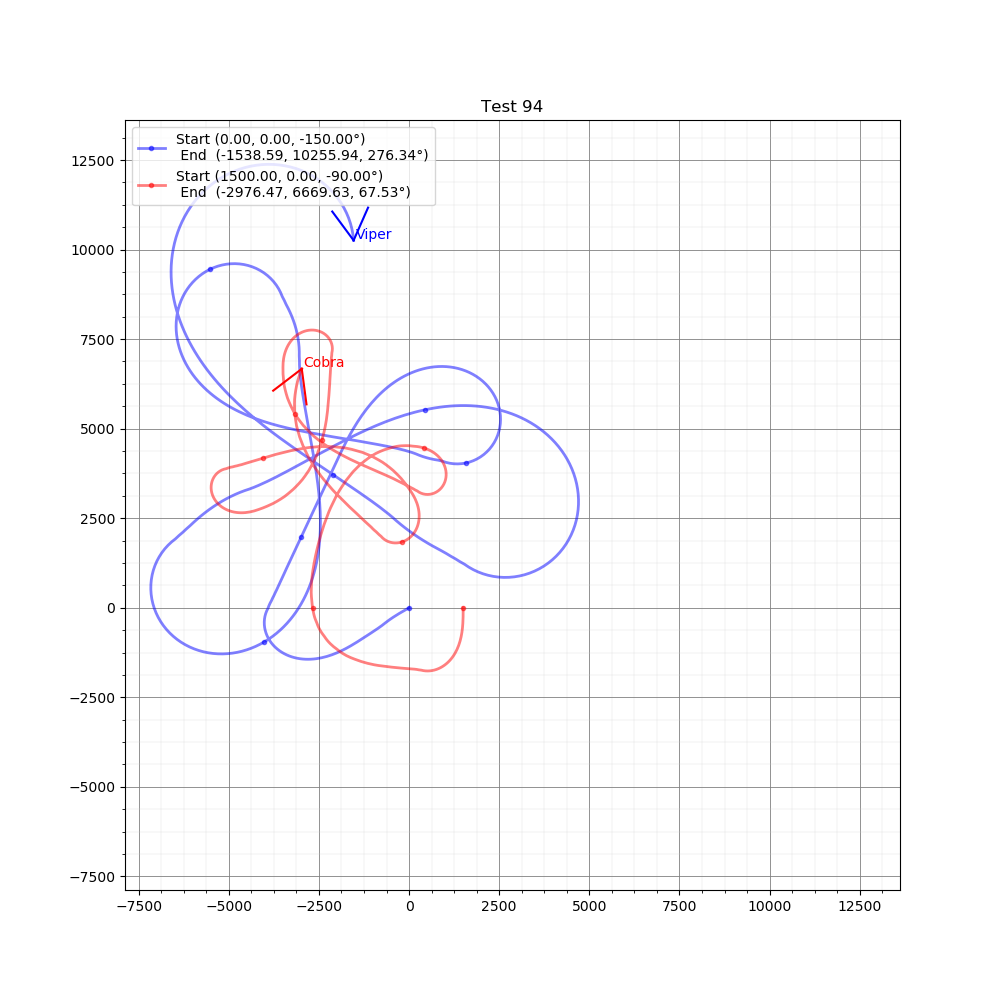 Test 94
Start (0.00, 0.00, -150.00°)
End (-1538.59, 10255.94, 276.34°)
Start (1500.00, 0.00, -90.00°)
End (-2976.47, 6669.63, 67.53°)
12500
10000
7500
5000
2500
0
−2500
−5000
−7500
Viper
Cobra
−7500 −5000 −2500 0 2500 5000 7500 10000 12500